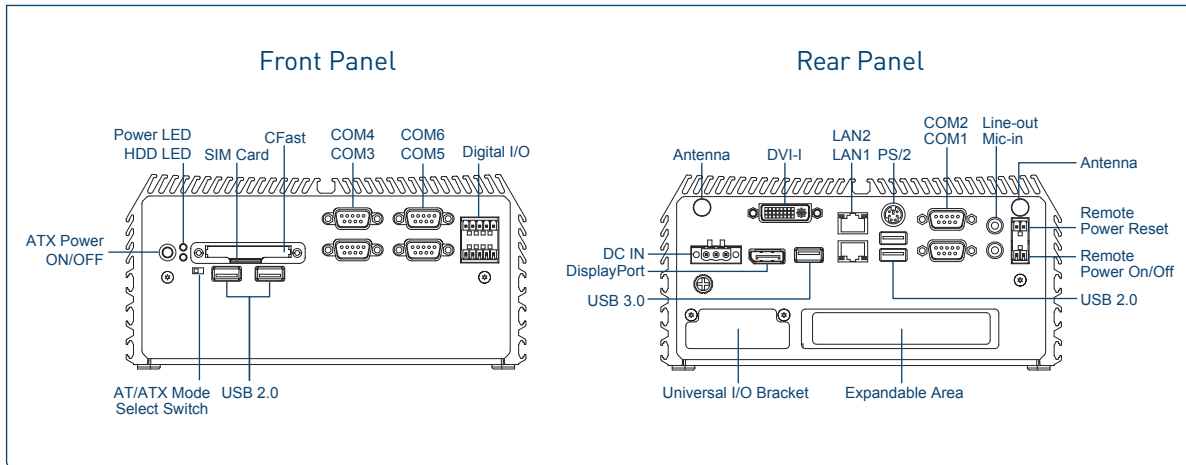 Front Panel
Power LED
HDD LED
SIM Card
CFast
COM4
COM3
COM6
COM5
Digital I/O
ATX Power
ON/OFF
AT/ATX Mode
Select Switch
USB 2.0
Rear Panel
Antenna
DVI-I
LAN2
LAN1
PS/2
COM2
COM1
Line-out
Mic-in
Antenna
Remote
Power Reset
DC IN
DisplayPort
Remote
Power On/Off
USB 3.0
USB 2.0
Universal I/O Bracket
Expandable Area